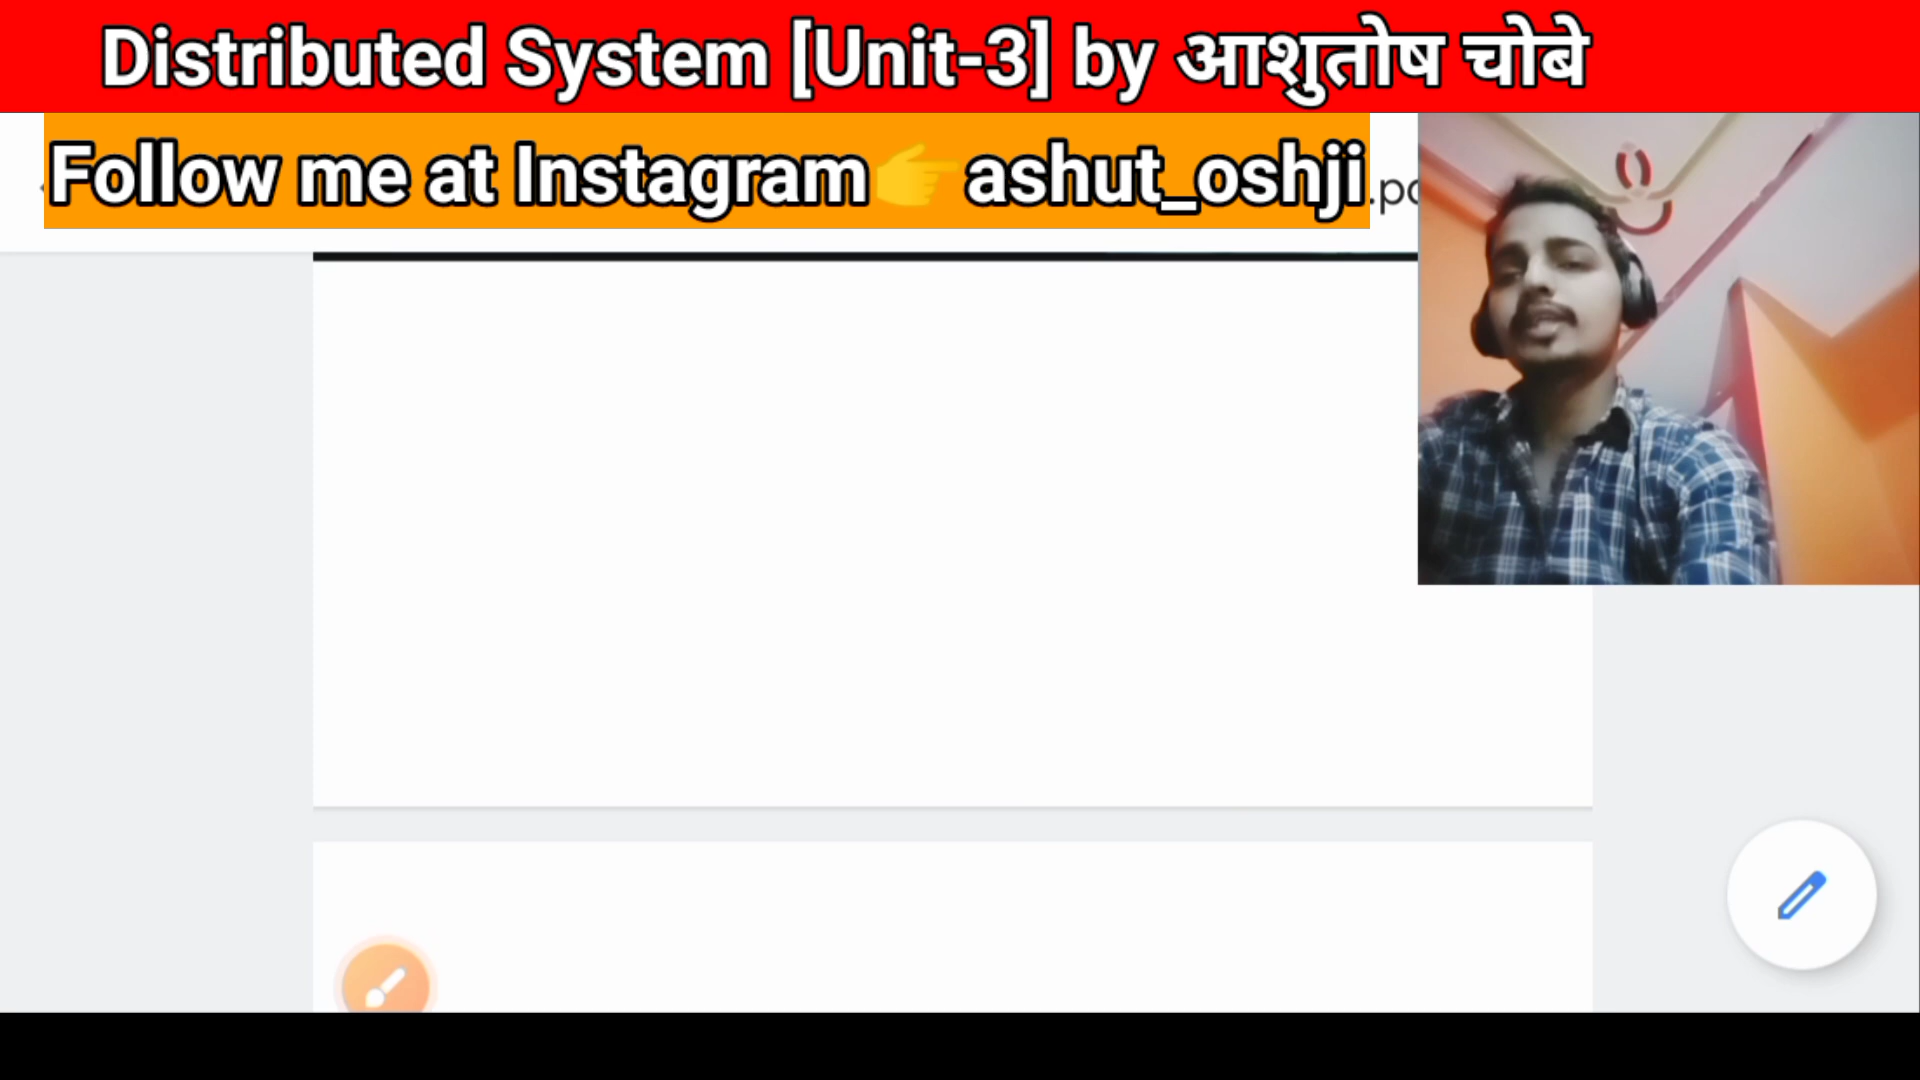 Distributed System [Unit-3] by आशुतोष चोबे
Follow me at Instagram👉ashut_oshji